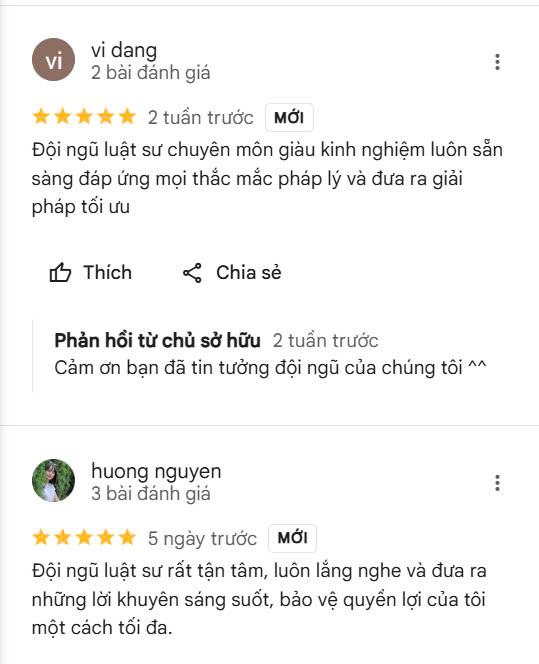 vi
vi dang
2 bài đánh giá
2 tuần trước MỚI
Đội ngũ luật sư chuyên môn giàu kinh nghiệm luôn sẵn
sàng đáp ứng mọi thắc mắc pháp lý và đưa ra giải
pháp tối ưu
Thích Chia sẻ
Phản hồi từ chủ sở hữu 2 tuần trước
Cảm ơn bạn đã tin tưởng đội ngũ của chúng tôi ^^
huong nguyen
3 bài đánh giá
5 ngày trước MỚI
Đội ngũ luật sư rất tận tâm, luôn lắng nghe và đưa ra
những lời khuyên sáng suốt, bảo vệ quyền lợi của tôi
một cách tối đa.